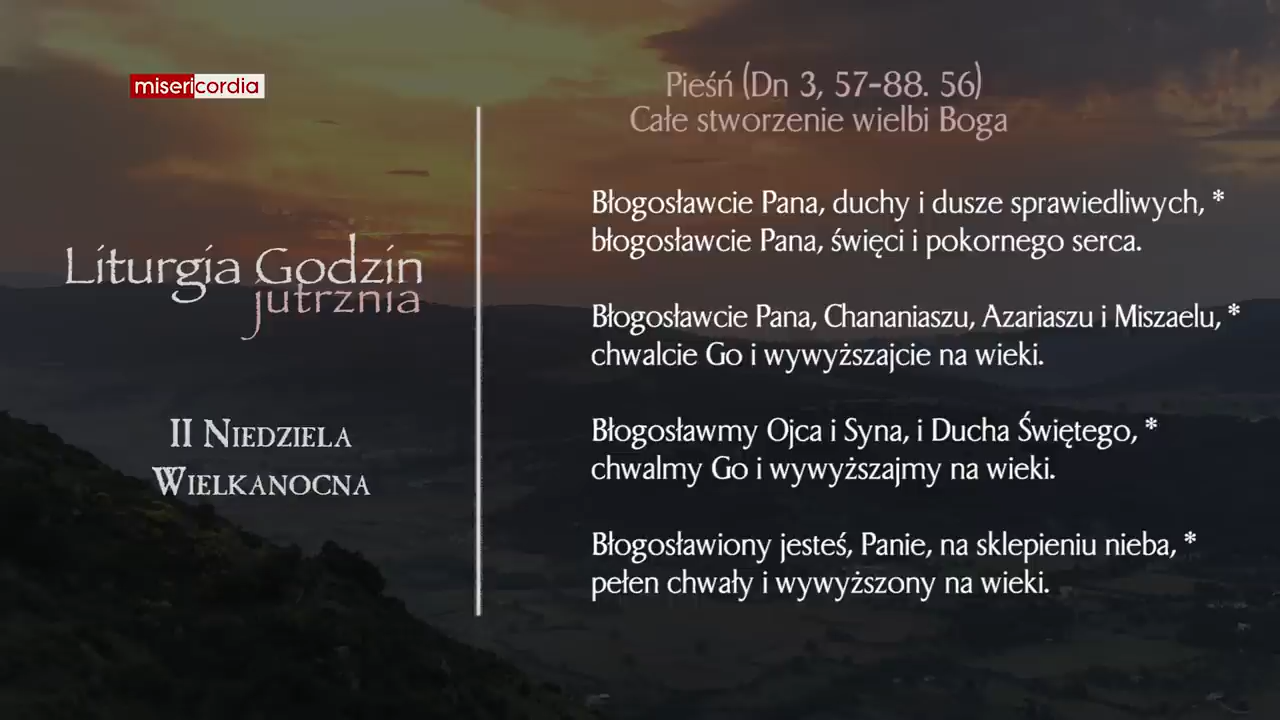 misericordia
Liturgia Godzin
jutrznia
II Niedziela
Wielkanocna
Pieśń (Dn 3, 57-88. 56)
Całe stworzenie wielbi Boga
Błogosławcie Pana, duchy i dusze sprawiedliwych, *
błogosławcie Pana, święci i pokornego serca.
Błogosławcie Pana, Chananiaszu, Azariaszu i Miszaelu, *
chwalcie Go i wywyższajcie na wieki.
Błogosławmy Ojca i Syna, i Ducha Świętego, *
chwalmy Go i wywyższajmy na wieki.
Błogosławiony jesteś, Panie, na sklepieniu nieba, *
pełen chwały i wywyższony na wieki.